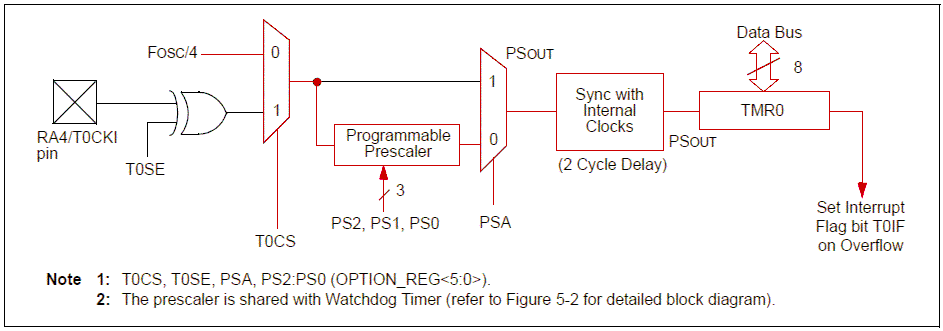 Data Bus
FOSC/4
0
PSOUT
8
1
RA4/T0CKI
pin
1
T0SE
Programmable
Prescaler
0
Sync with
Internal
Clocks
TMR0
PSOUT
(2 Cycle Delay)
3
PS2, PS1, PS0
PSA
T0CS
Set Interrupt
Flag bit T0IF
on Overflow
Note 1: T0CS, T0SE, PSA, PS2:PS0 (OPTION_REG<5:0>).
2: The prescaler is shared with Watchdog Timer (refer to Figure 5-2 for detailed block diagram).